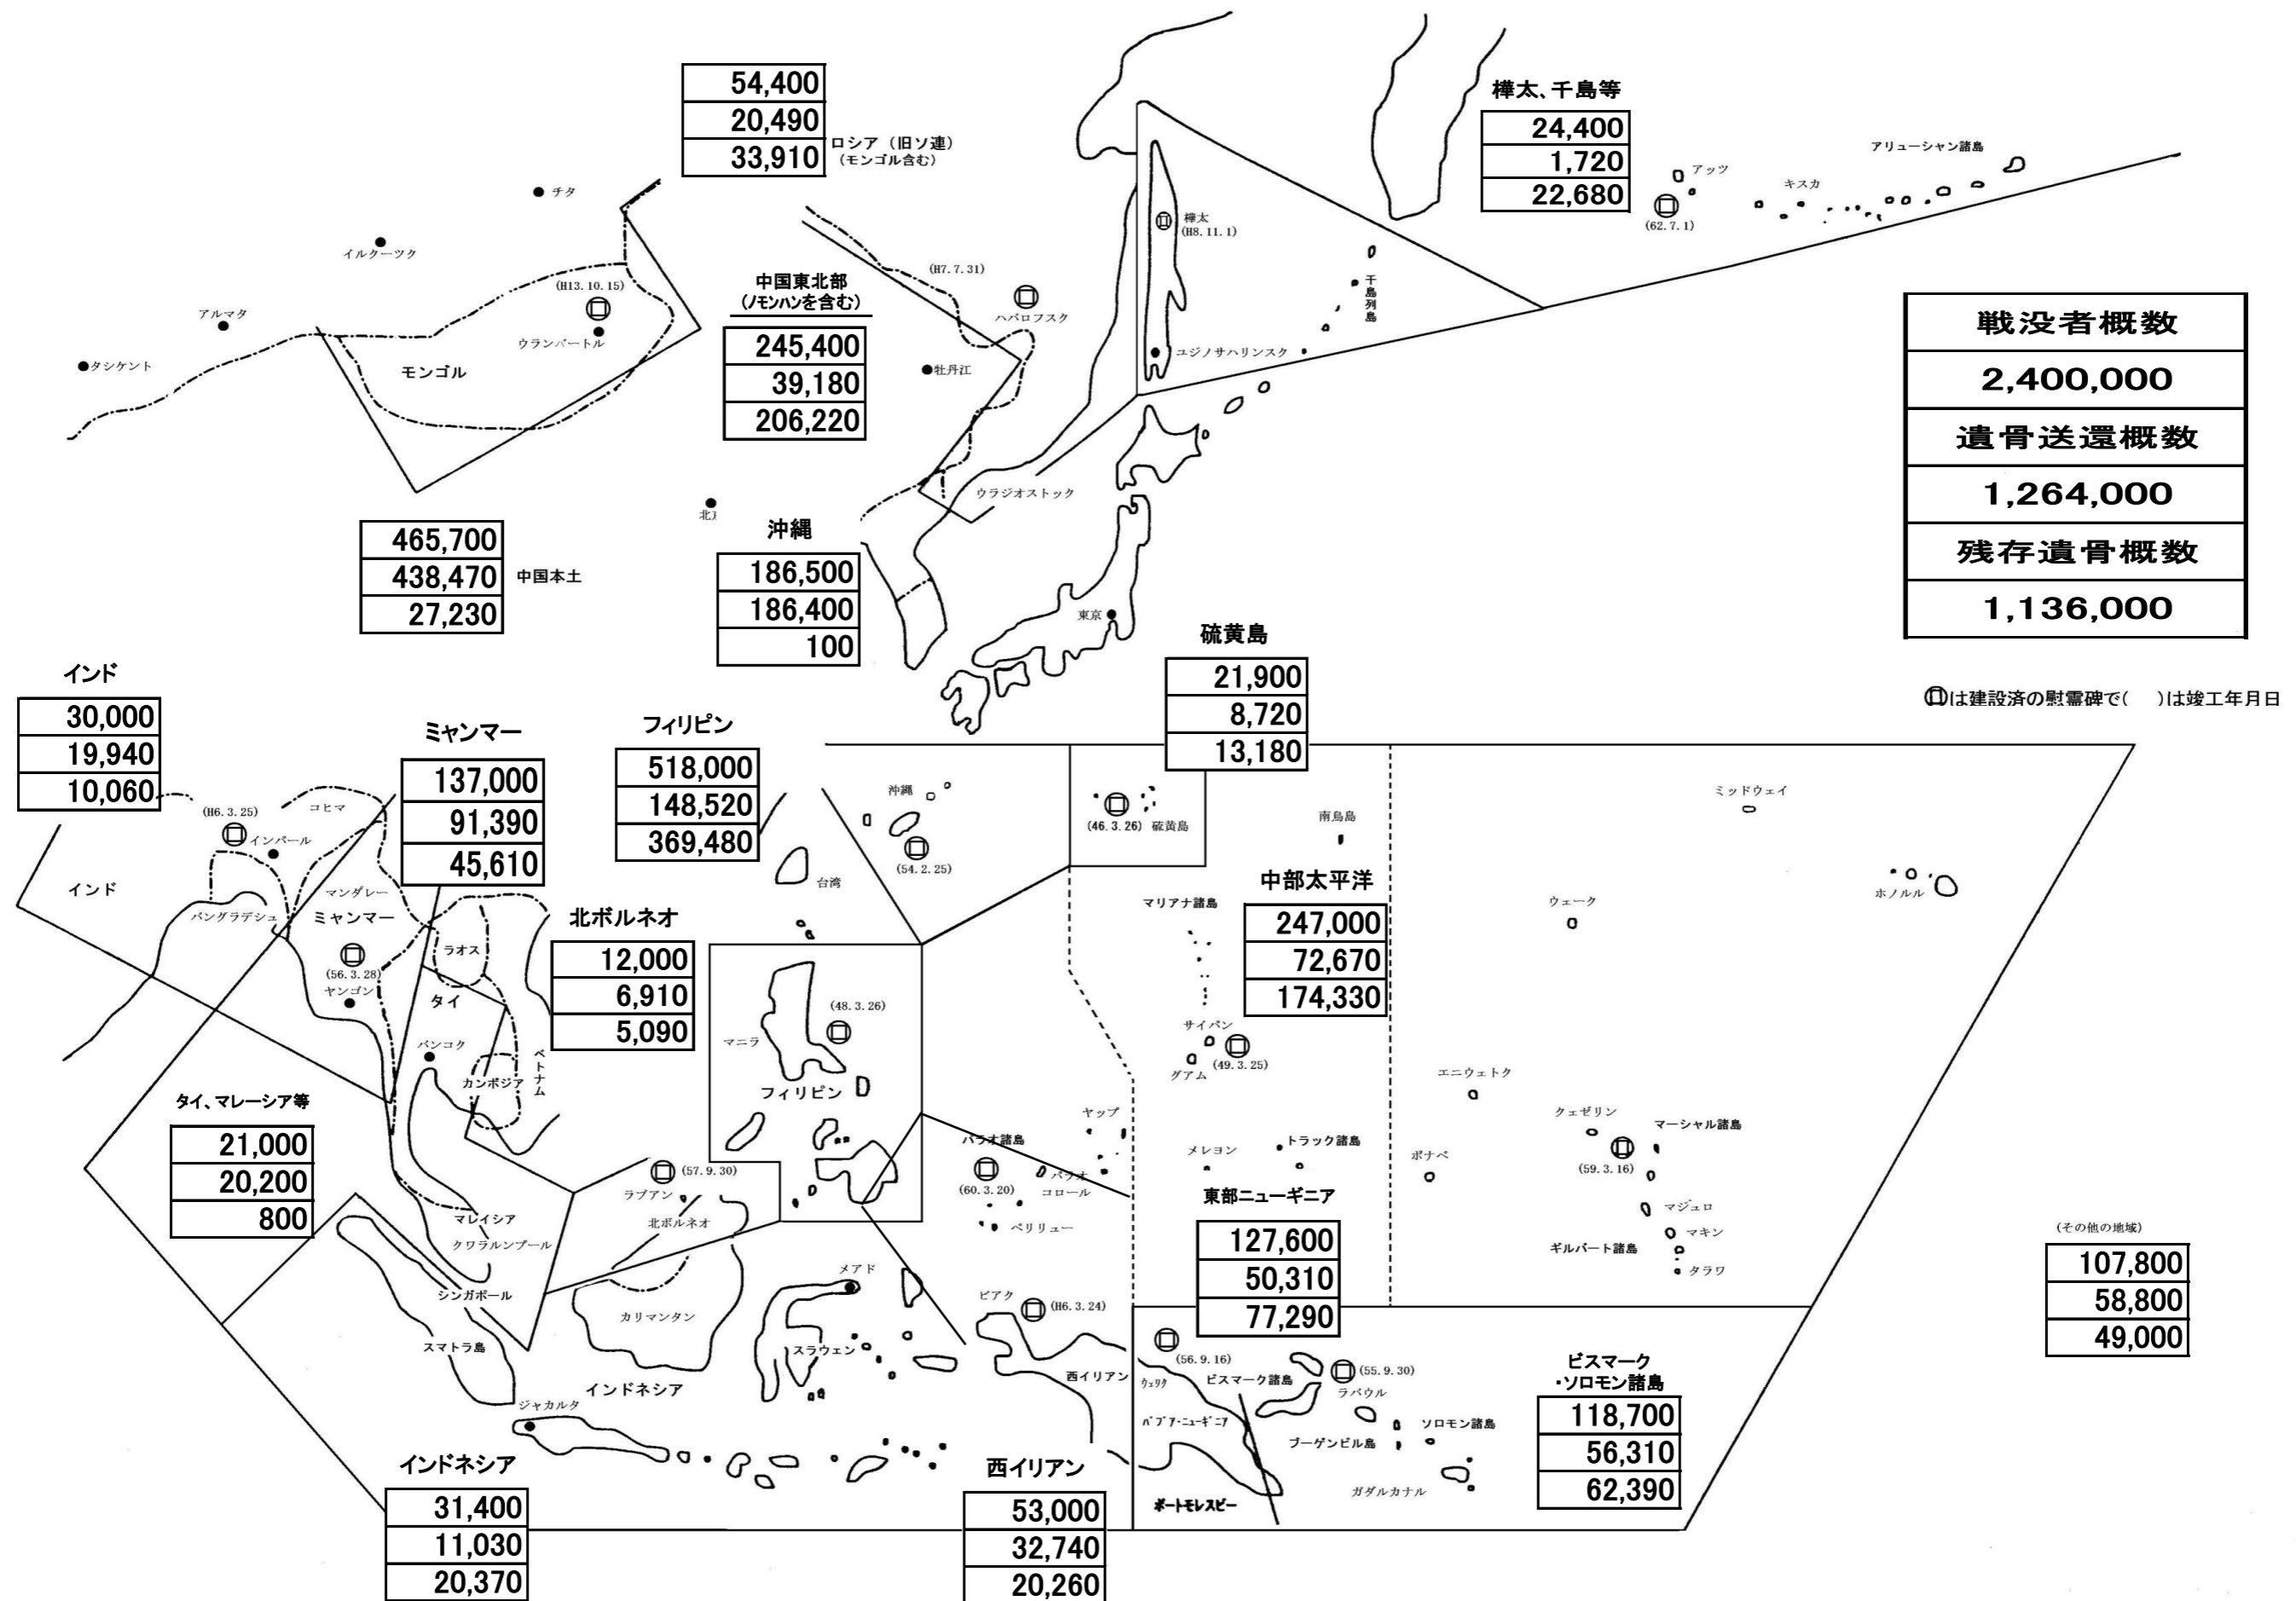 54,400
20,490
33,910
ロシア（旧ソ連）
（モンゴル含む）
樺太、千島等
24,400
1,720
22,680
アリューシャン諸島
アッツ
キスカ
(62.7.1)
チタ
イルクーツク
(H13.10.15)
ウランバートル
アルマタ
タシケント
モンゴル
中国東北部
（ノモンハンを含む）
245,400
39,180
206,220
(H7.7.31)
ハバロフスク
牡丹江
樺太
(H8.11.1)
千島列島
ユジノサハリンスク
ウラジオストック
戦没者概数
2,400,000
遺骨送還概数
1,264,000
残存遺骨概数
1,136,000
は建設済の慰霊碑で(　)は竣工年月日
465,700
438,470
27,230
中国本土
沖縄
186,500
186,400
100
東京
硫黄島
21,900
8,720
13,180
インド
30,000
19,940
10,060
ミャンマー
137,000
91,390
45,610
フィリピン
518,000
148,520
369,480
(H6.3.25)
コヒマ
インパール
インド
バングラデシュ
マンダレー
ミャンマー
(56.3.28)
ヤンゴン
ラオス
タイ
バンコク
カンボジア
ベトナム
北ボルネオ
12,000
6,910
5,090
沖縄
(54.2.25)
台湾
(46.3.26) 硫黄島
南鳥島
ミッドウェイ
ホノルル
ウェーク
中部太平洋
247,000
72,670
174,330
マリアナ諸島
サイパン
(49.3.25)
グアム
(48.3.26)
マニラ
フィリピン
エニウェトク
クェゼリン
マーシャル諸島
(59.3.16)
ポナペ
マジュロ
マキン
ギルバート諸島
タラワ
ヤップ
パラオ諸島
(60.3.20)
パラオ
コロール
ペリリュー
メレヨン
トラック諸島
タイ、マレーシア等
21,000
20,200
800
(57.9.30)
ラブアン
北ボルネオ
マレイシア
クワラルンプール
シンガポール
スマトラ島
カリマンタン
メアド
スラウェシ
インドネシア
ジャカルタ
東部ニューギニア
127,600
50,310
77,290
(その他の地域)
107,800
58,800
49,000
ビアク
(H6.3.24)
西イリアン
(56.9.16)
ウェワク
ビスマーク諸島
パプア・ニューギニア
(55.9.30)
ラバウル
ブーゲンビル島
ソロモン諸島
ガダルカナル
ポートモレスビー
ビスマーク
・ソロモン諸島
118,700
56,310
62,390
インドネシア
31,400
11,030
20,370
西イリアン
53,000
32,740
20,260